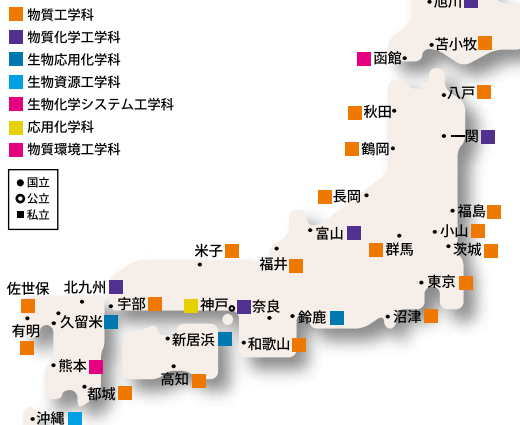 物質工学科
物質化学工学科
生物応用化学科
生物資源工学科
生物化学システム工学科
応用化学科
物質環境工学科
国立
公立
私立
旭川
苫小牧
函館
八戸
秋田
一関
鶴岡
長岡
福島
富山
小山
群馬
茨城
米子
福井
東京
佐世保
北九州
宇部
神戸
奈良
鈴鹿
沼津
有明
久留米
新居浜
和歌山
熊本
高知
都城
沖縄